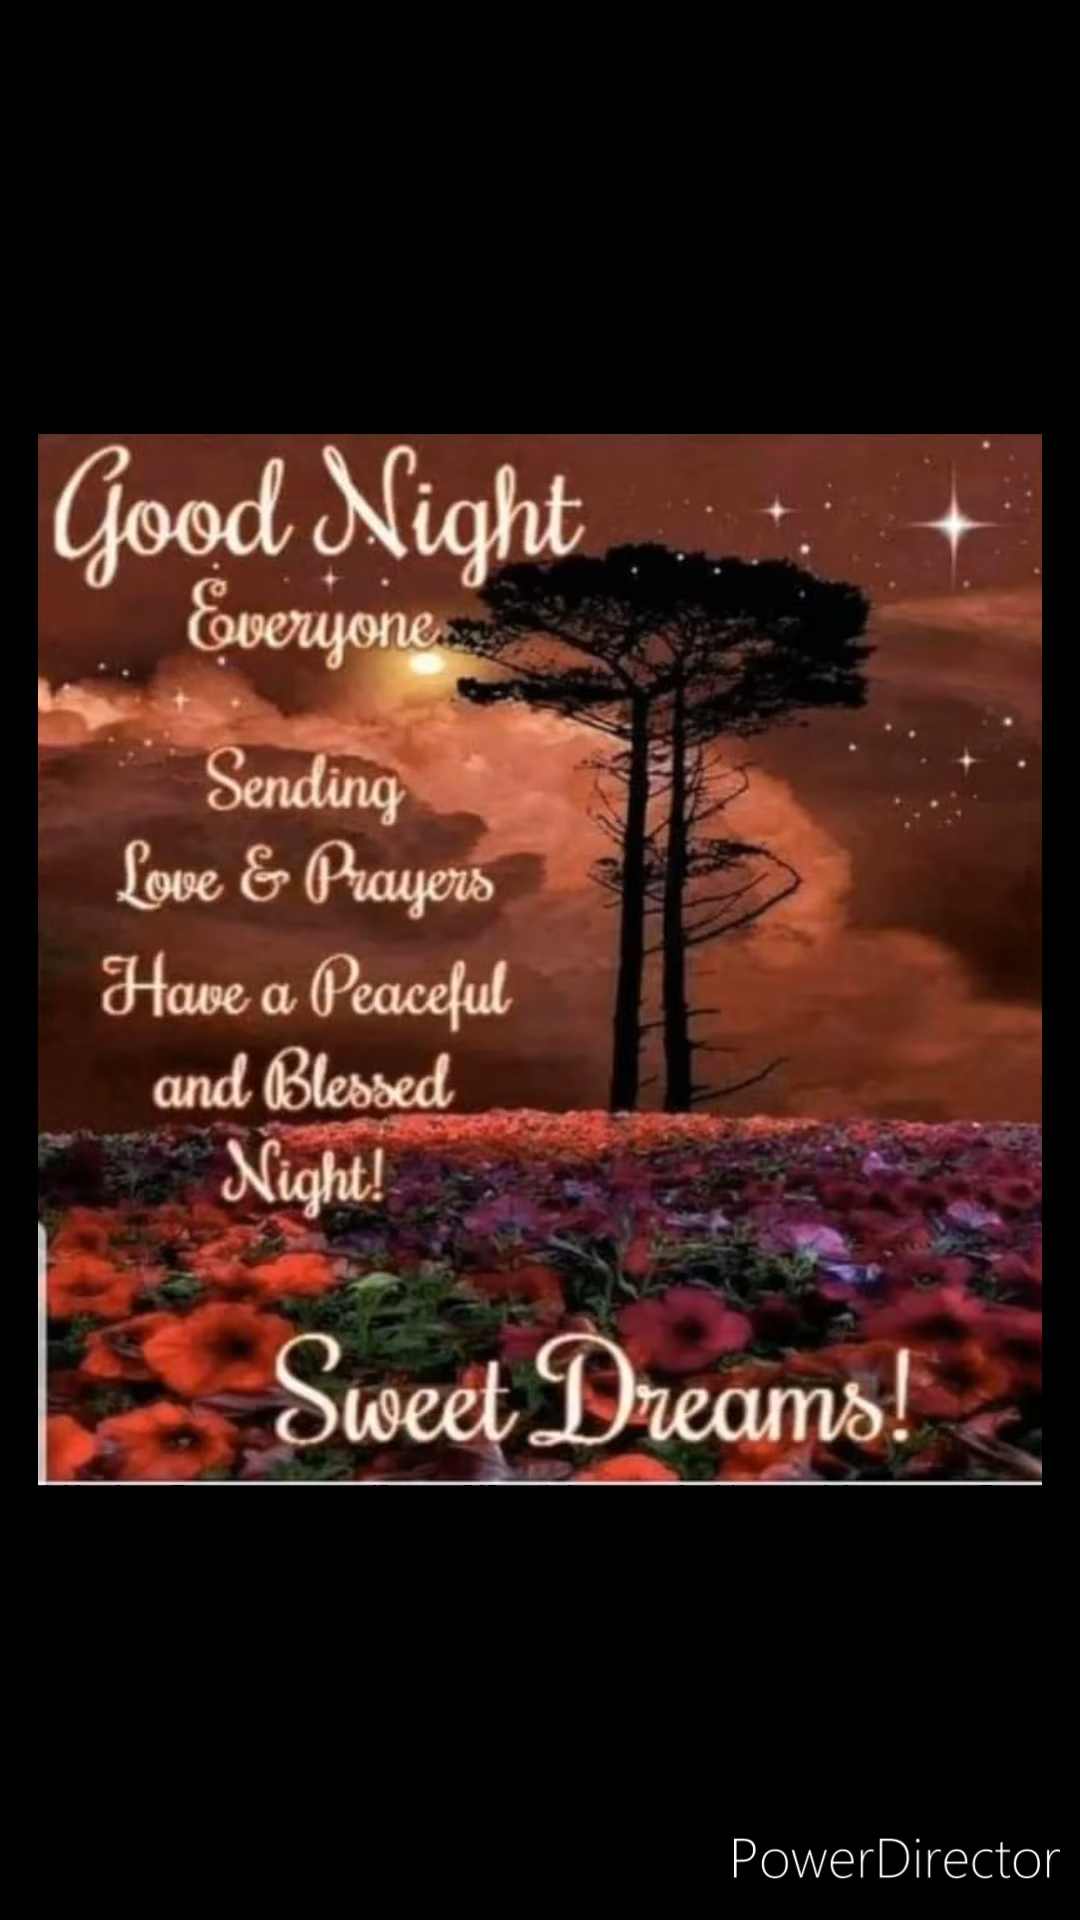 Good Night
Everyone
Sending
Love & Prayers
Have a Peaceful
and Blessed
Night!
Sweet Dreams!
PowerDirector